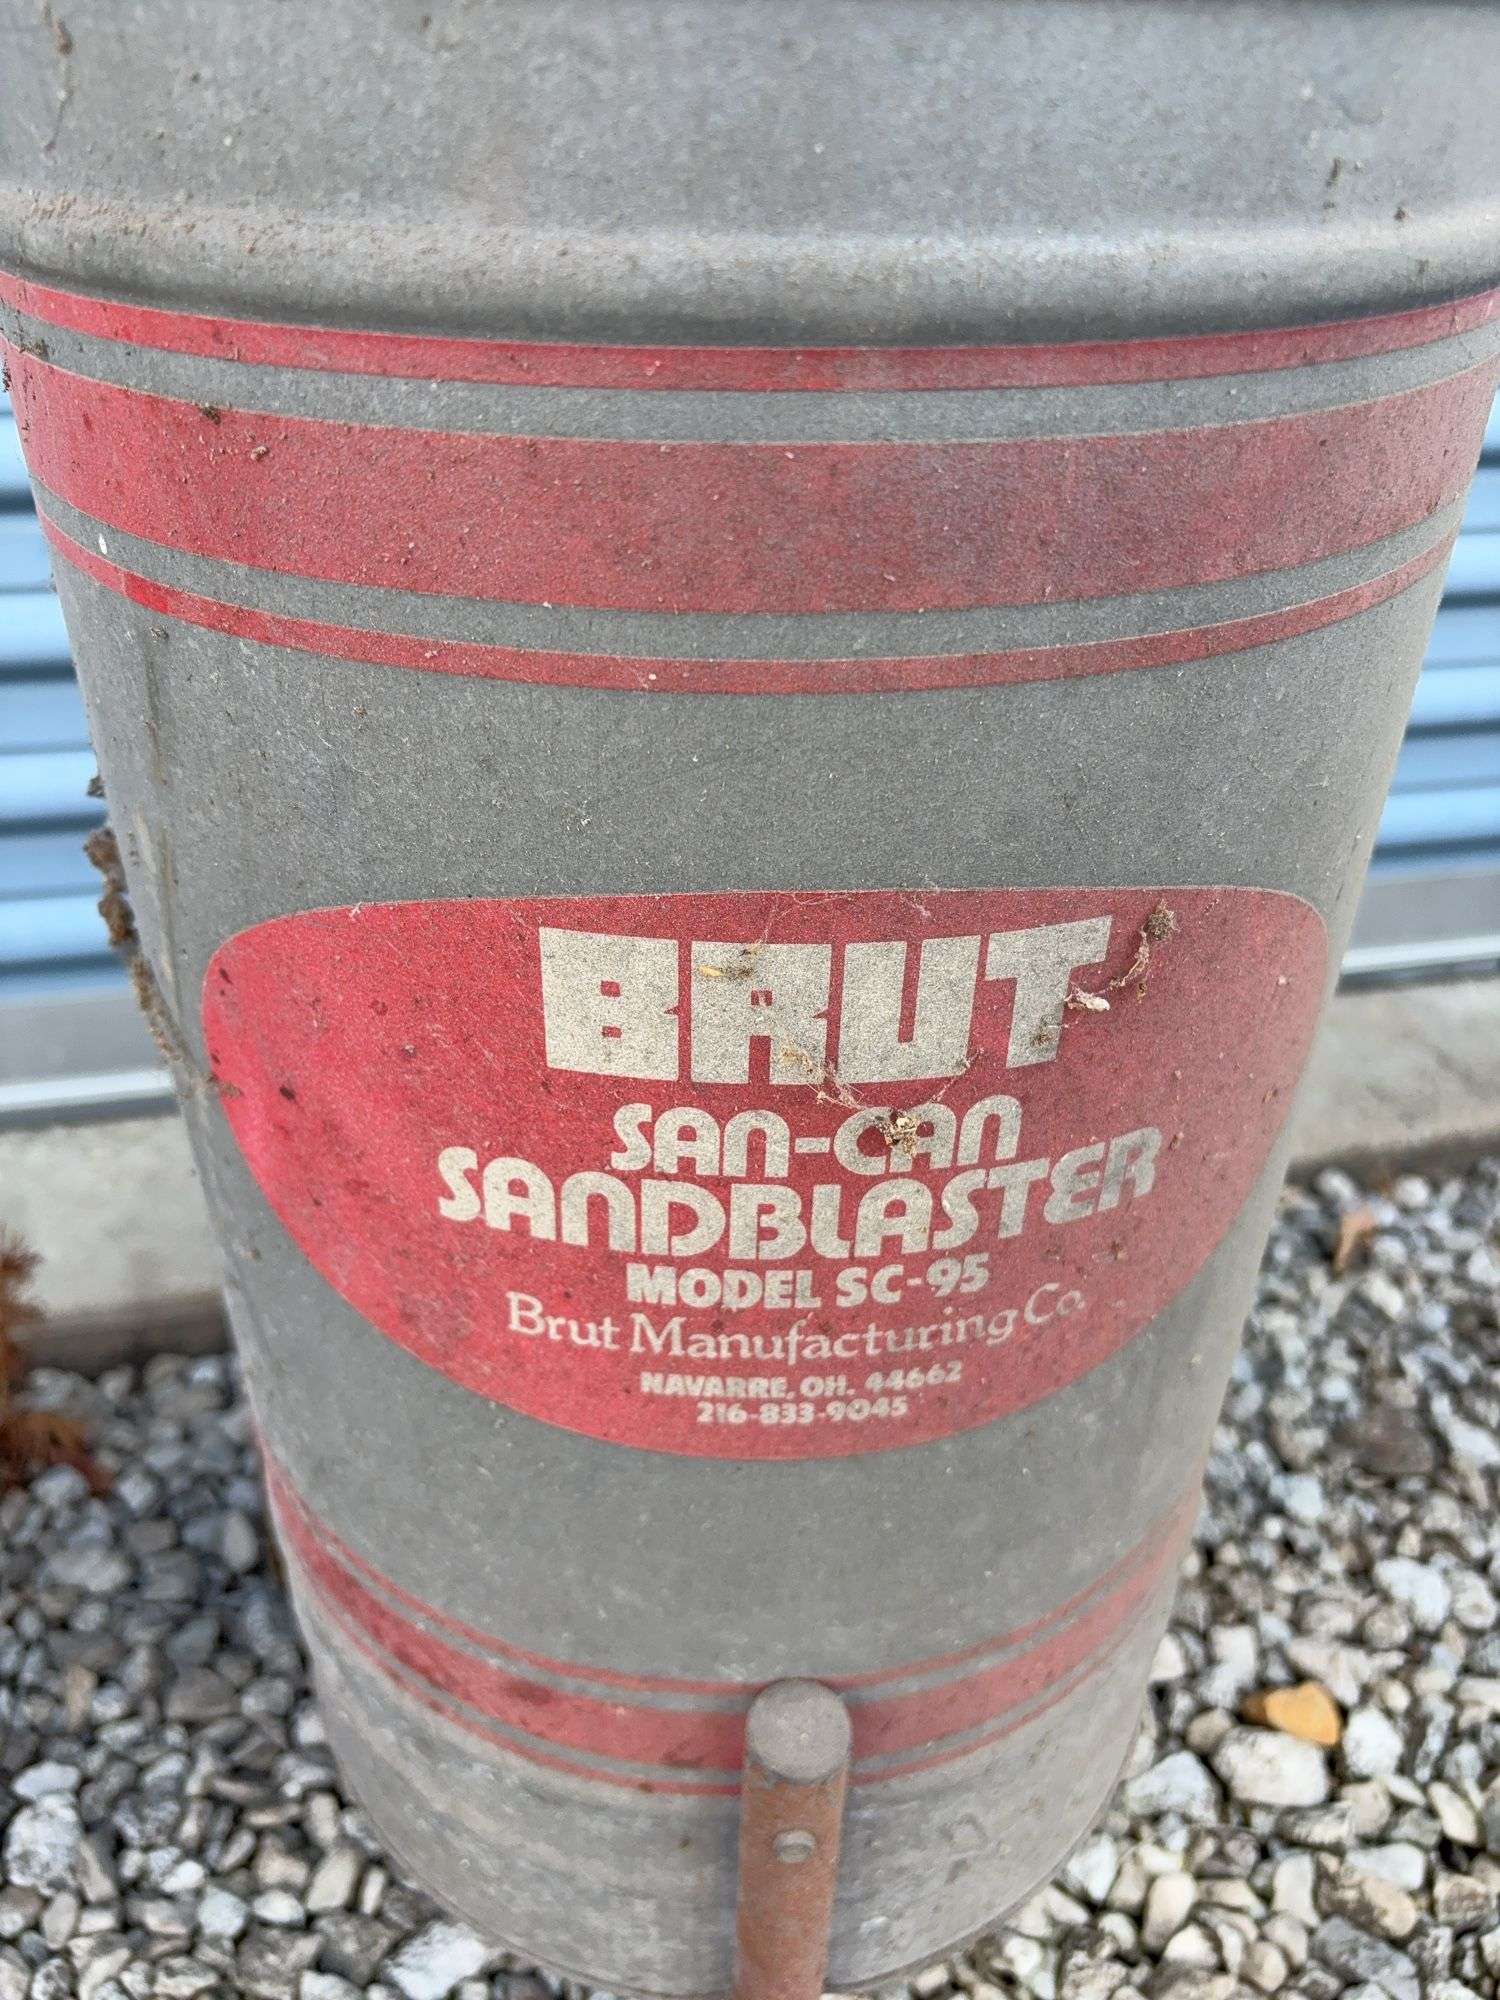 BRUT
SAN-CAN
SANDBLASTER
MODEL SC-95
Brut Manufacturing Co.
NAVARRE, OH. 44662
216-833-9045